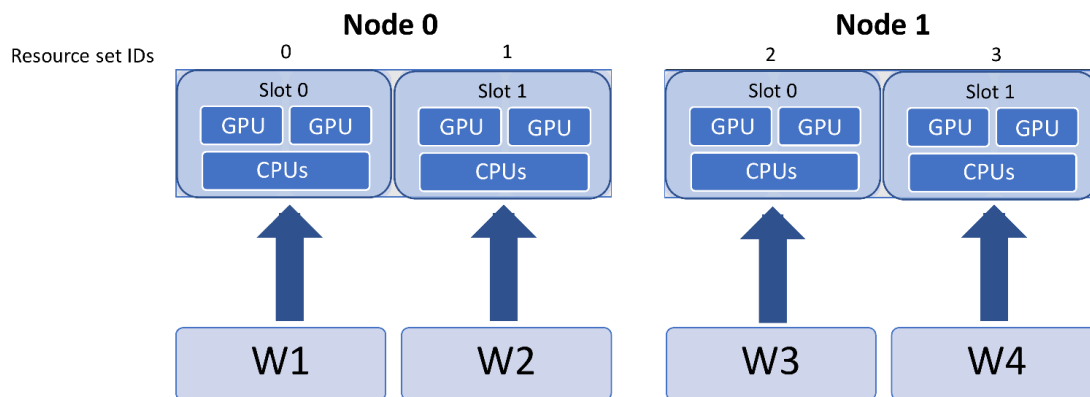 Node 0 Node 1
Resource set IDs 0 1 2 3
Slot 0 Slot 1 Slot 0 Slot 1
GPU GPU GPU GPU GPU GPU GPU GPU
CPUs CPUs CPUs CPUs
W1 W2 W3 W4